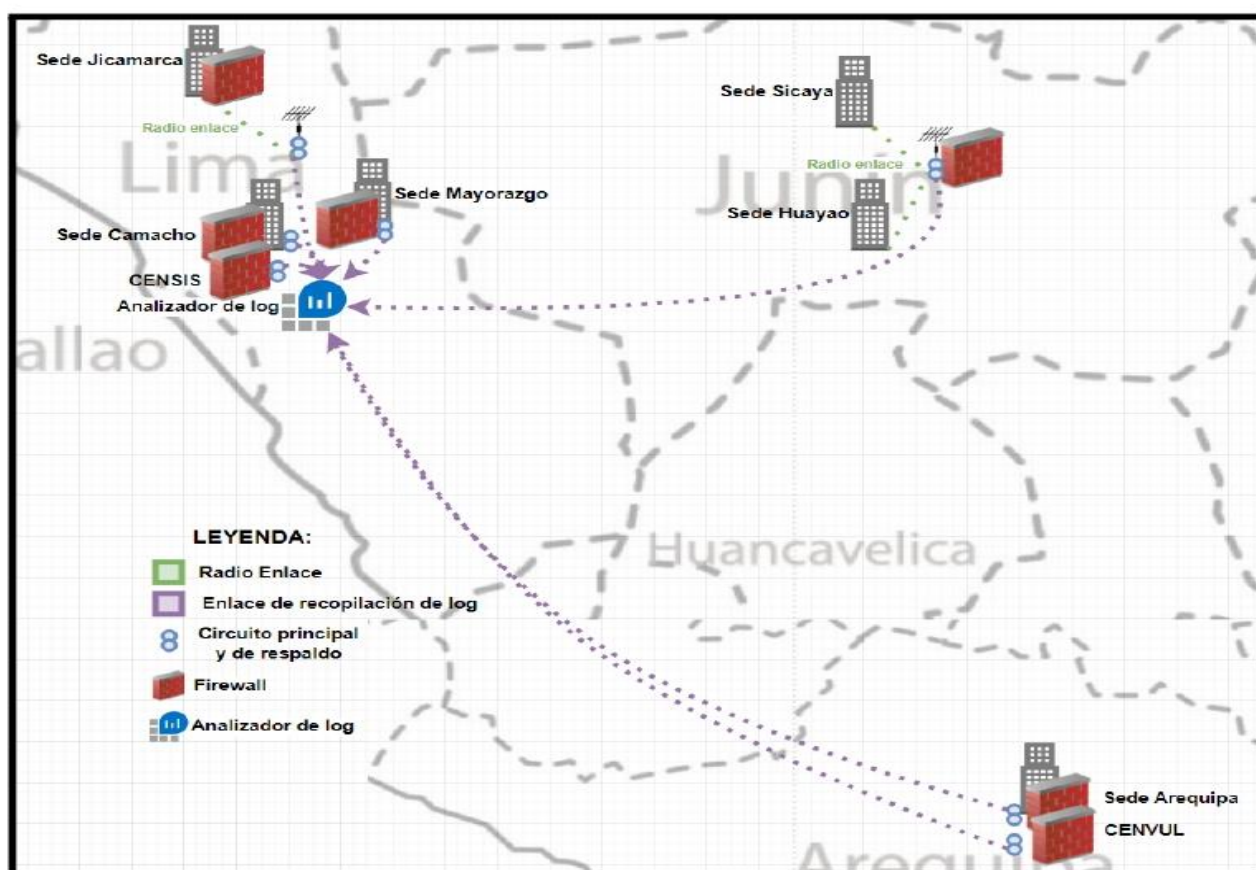 Sede Jicamarca
Radio enlace
Lima
Sede Mayorazgo
Sede Camacho
CENSIS
Analizador de log
Sede Sicaya
Radio enlace
Junin
Sede Huayao
allao
Huancavelica
LEYENDA:
Radio Enlace
Enlace de recopilación de log
Circuito principal
y de respaldo
Firewall
Analizador de log
Sede Arequipa
CENVUL
Arequipa